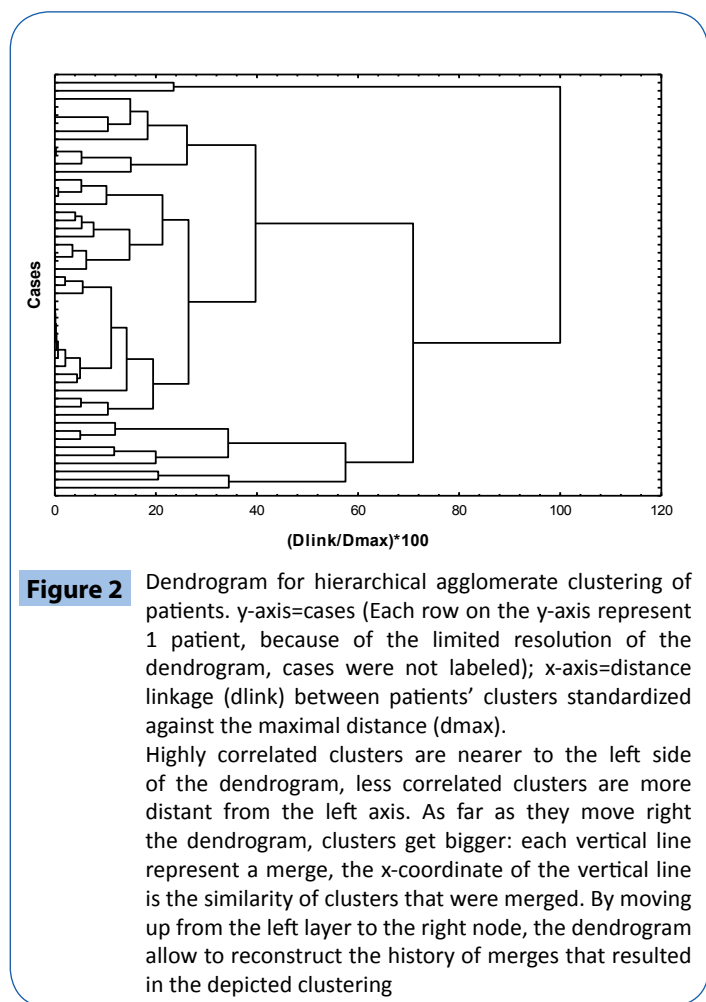 Cases
0 20 40 60 80 100 120
(Dlink/Dmax)*100
Figure 2
Dendrogram for hierarchical agglomerate clustering of
patients. y-axis=cases (Each row on the y-axis represent
1 patient, because of the limited resolution of the
dendrogram, cases were not labeled); x-axis=distance
linkage (dlink) between patients’ clusters standardized
against the maximal distance (dmax).
Highly correlated clusters are nearer to the left side
of the dendrogram, less correlated clusters are more
distant from the left axis. As far as they move right
the dendrogram, clusters get bigger: each vertical line
represent a merge, the x-coordinate of the vertical line
is the similarity of clusters that were merged. By moving
up from the left layer to the right node, the dendrogram
allow to reconstruct the history of merges that resulted
in the depicted clustering